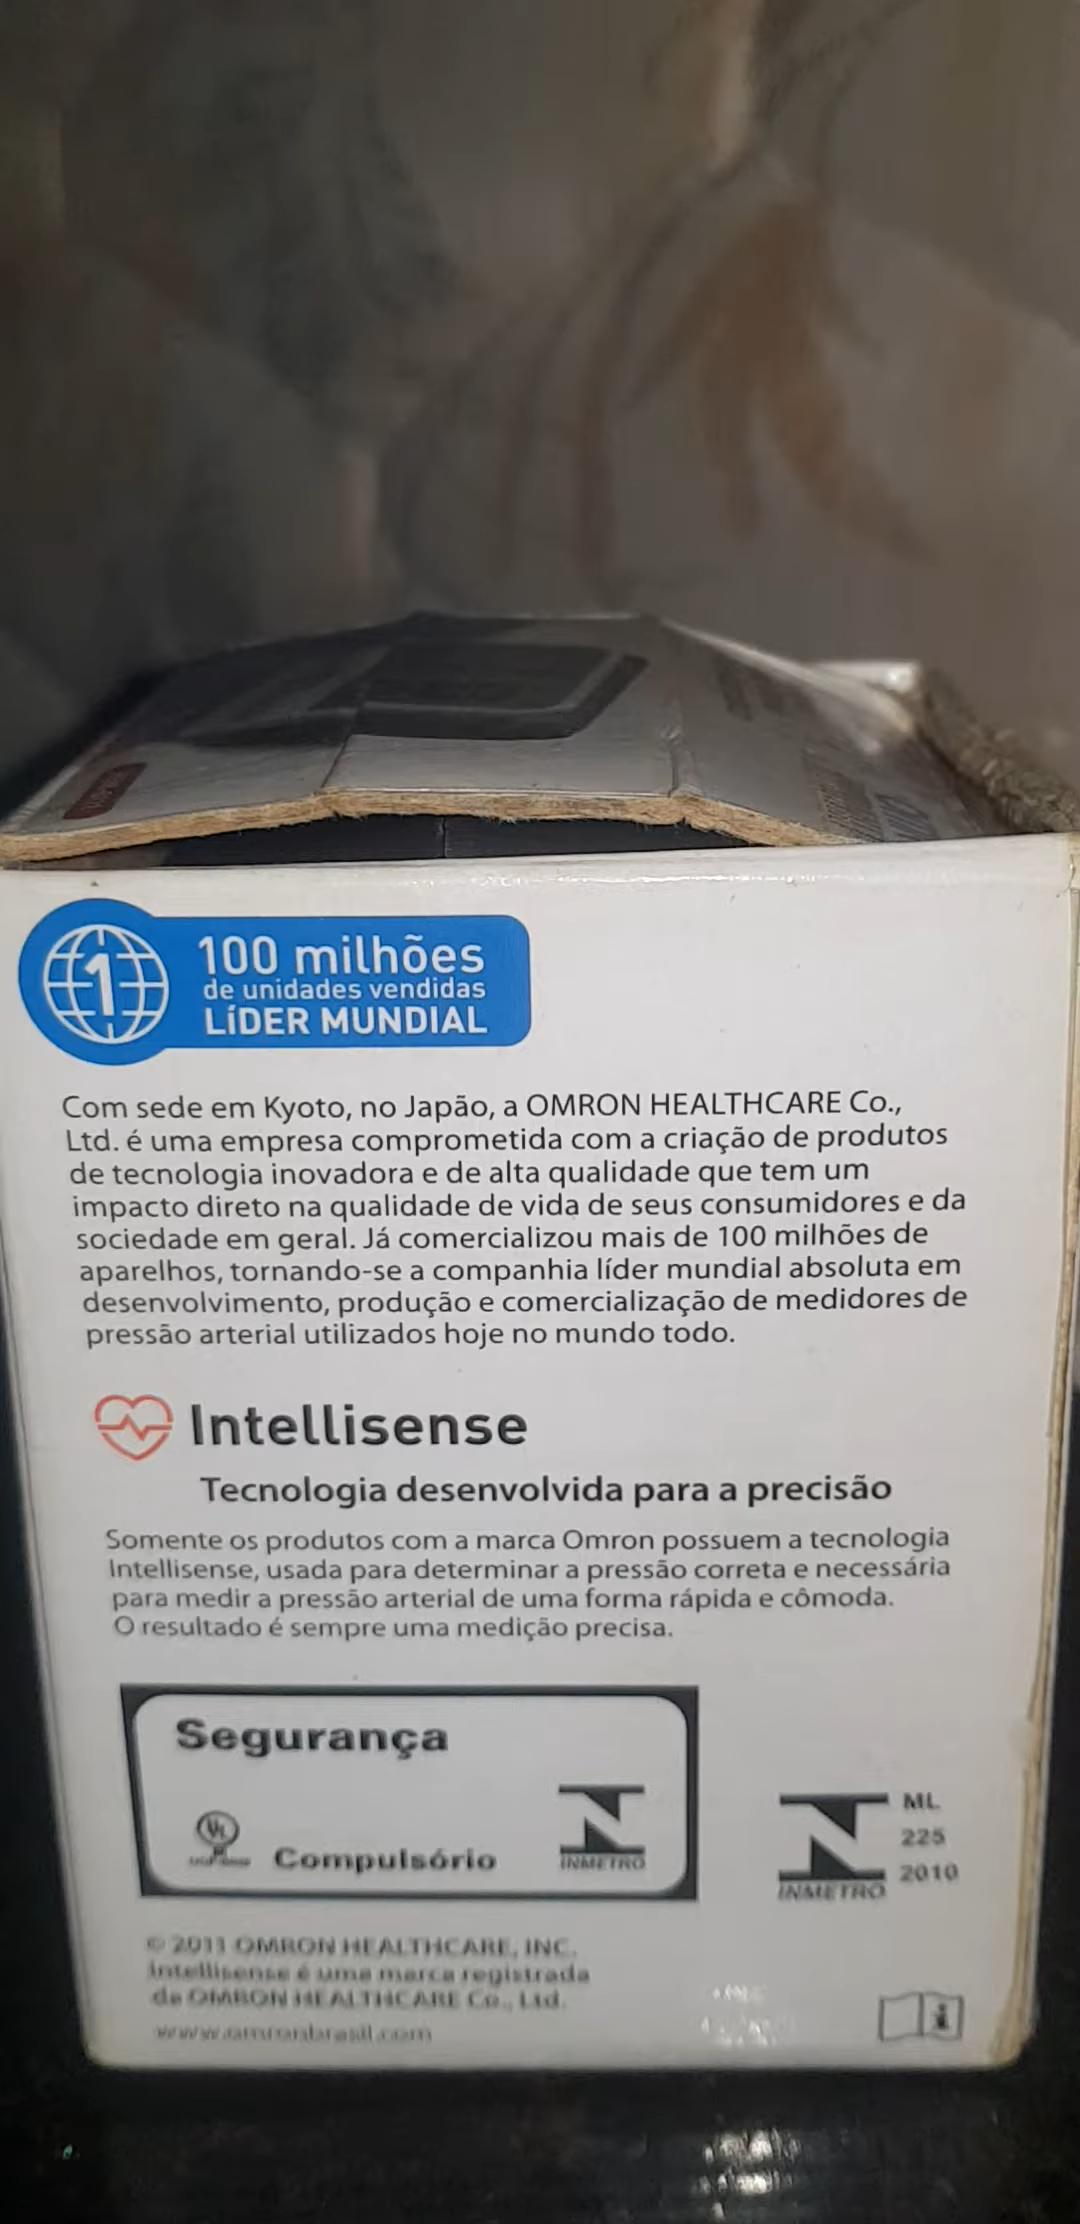 1
100 milhões
de unidades vendidas
LÍDER MUNDIAL
Com sede em Kyoto, no Japão, a OMRON HEALTHCARE Co.,
Ltd. é uma empresa comprometida com a criação de produtos
de tecnologia inovadora e de alta qualidade que tem um
impacto direto na qualidade de vida de seus consumidores e da
sociedade em geral. Já comercializou mais de 100 milhões de
aparelhos, tornando-se a companhia líder mundial absoluta em
desenvolvimento, produção e comercialização de medidores de
pressão arterial utilizados hoje no mundo todo.
Intellisense
Tecnologia desenvolvida para a precisão
Somente os produtos com a marca Omron possuem a tecnologia
Intellisense, usada para determinar a pressão correta e necessária
para medir a pressão arterial de uma forma rápida e cômoda.
O resultado é sempre uma medição precisa.
Segurança
UL
Compulsório
INMETRO
INMETRO
ML
225
2010
© 2011 OMRON HEALTHCARE, INC.
Intellisense é uma marca registrada
da OMRON HEALTHCARE Co., Ltd.
www.omronbrasil.com